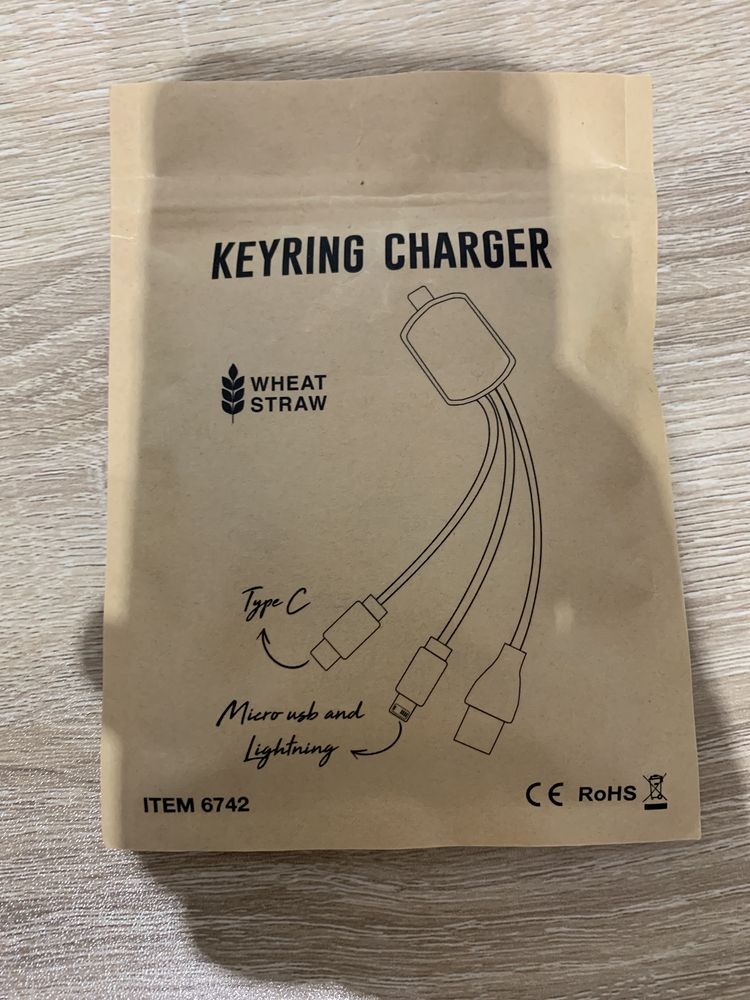 KEYRING CHARGER
WHEAT
STRAW
Type C
Micro usb and
Lightning
ITEM 6742
CE RoHS